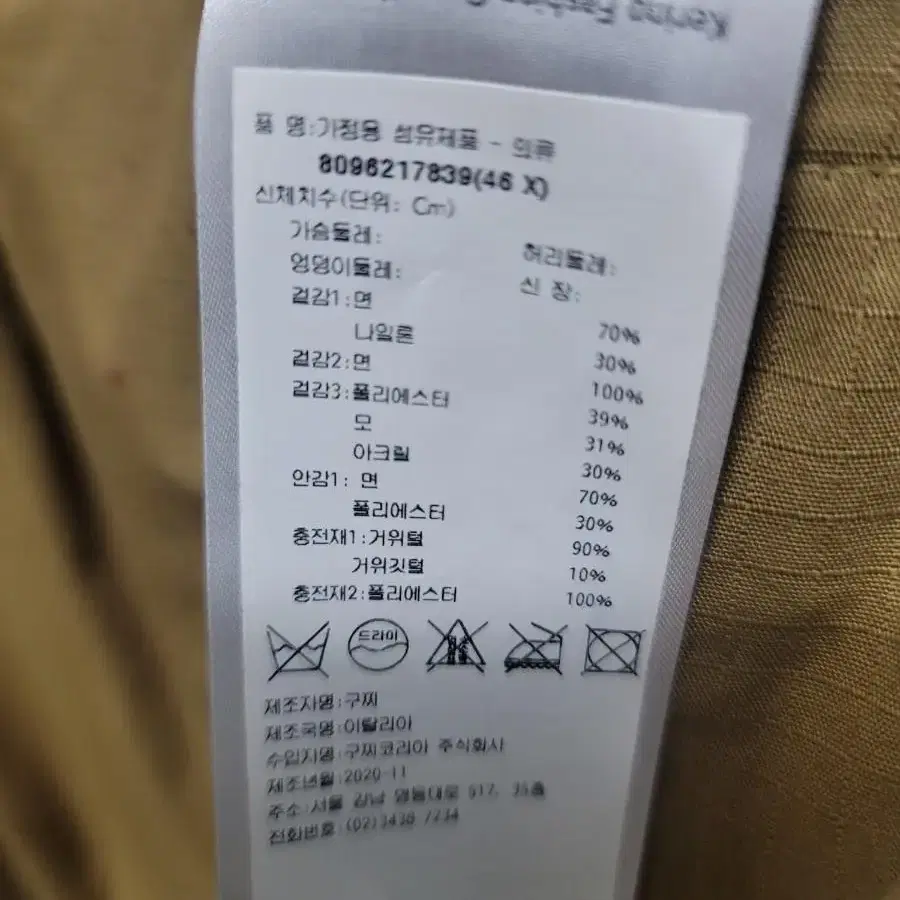 Kering Fashion
품 명:가정용 섬유제품 - 의류
8096217839(46 X)
신체치수(단위: Cm)
가슴둘레: 허리둘레:
엉덩이둘레: 신 장:
겉감1:면 70%
나일론 30%
겉감2:면 100%
겉감3:폴리에스터 39%
모 31%
아크릴 30%
안감1: 면 70%
폴리에스터 30%
충전재1:거위털 90%
거위깃털 10%
충전재2:폴리에스터 100%
드라이
제조자명:구찌
제조국명:이탈리아
수입자명:구찌코리아 주식회사
제조년월:2020-11
주소:서울 강남 영동대로 517, 35층
전화번호:(02)3438 7234